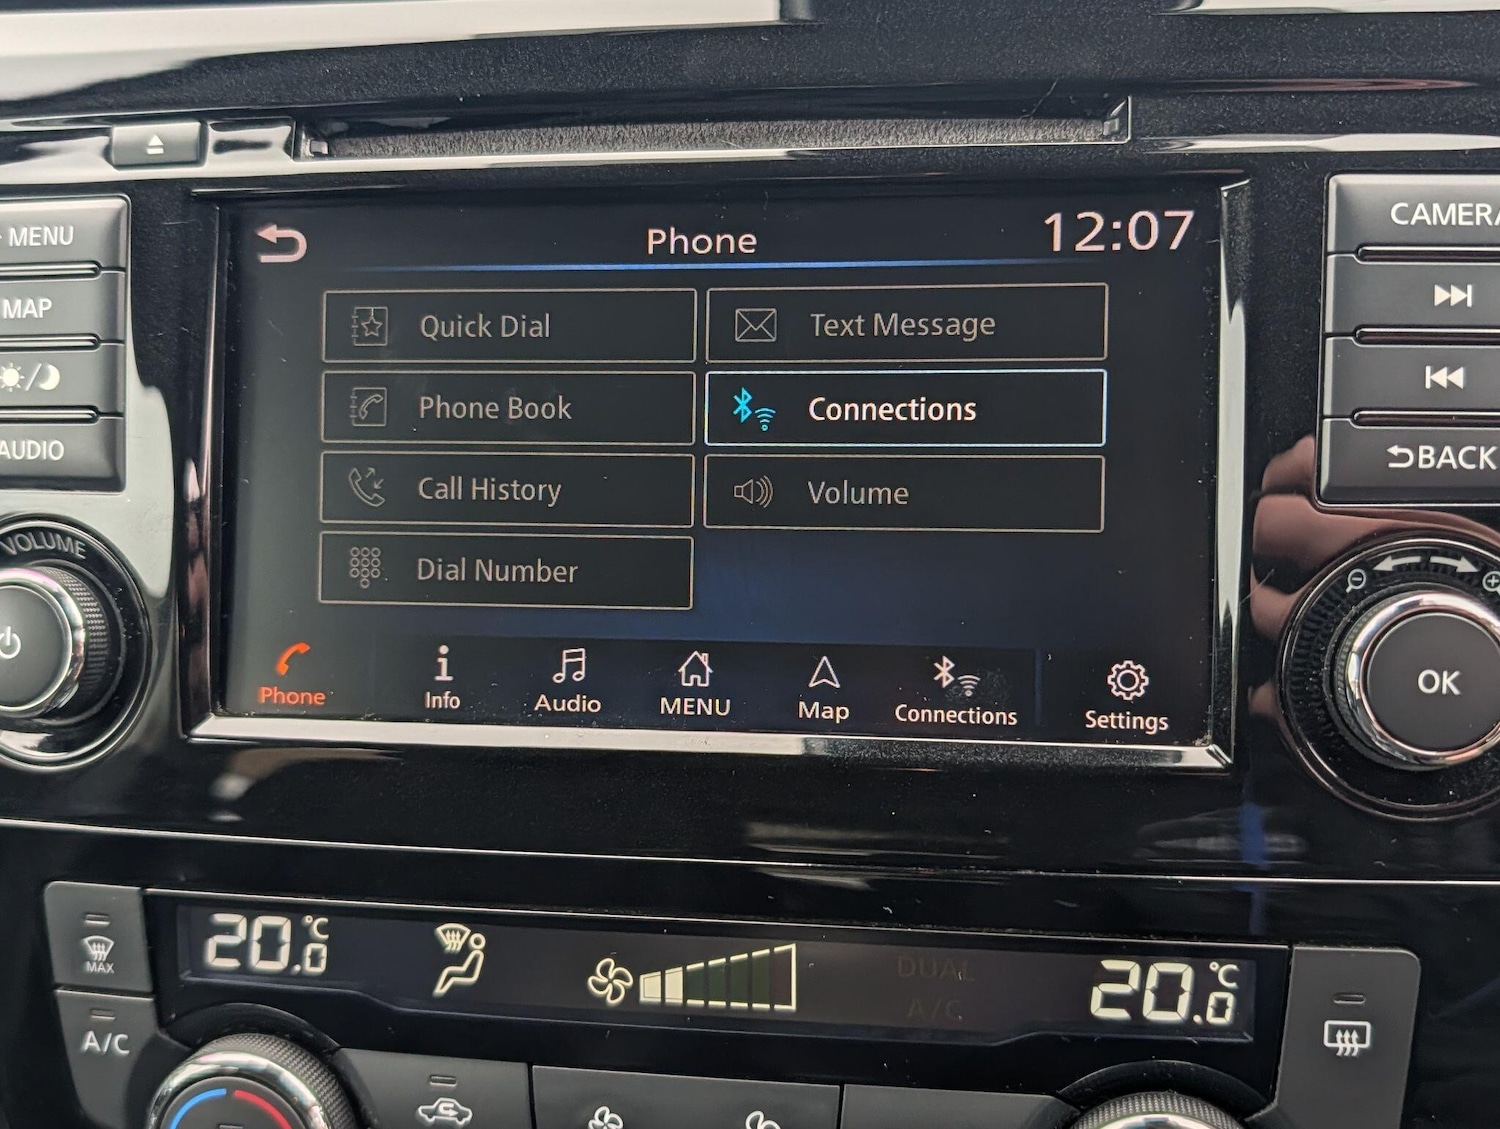 Phone
12:07
Quick Dial
Text Message
Phone Book
Connections
Call History
Volume
Dial Number
Phone
Info
Audio
MENU
Map
Connections
Settings
MENU
MAP
AUDIO
VOLUME
CAMERA
BACK
OK
20.0 °C
DUAL
A/C
20.0 °C
MAX
A/C